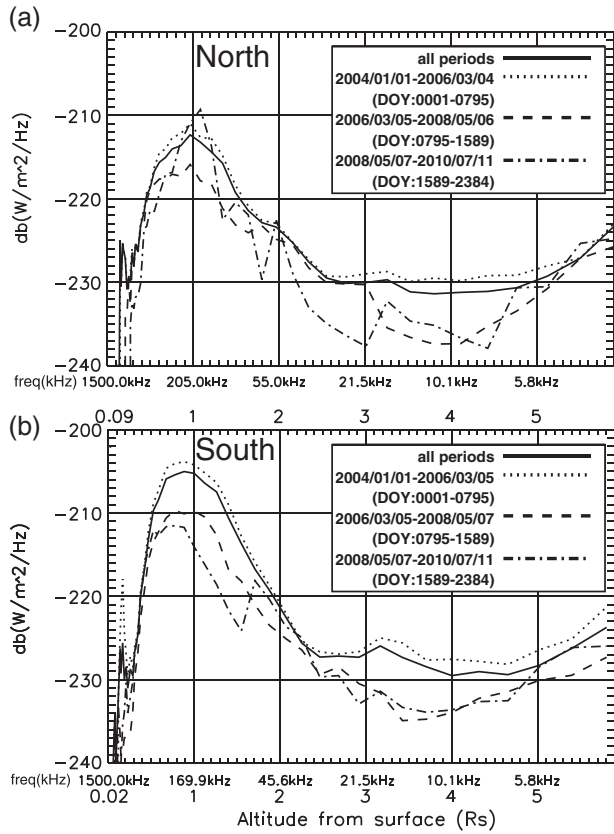 (a)
North
all periods
2004/01/01-2006/03/04
(DOY:0001-0795)
2006/03/05-2008/05/06
(DOY:0795-1589)
2008/05/07-2010/07/11
(DOY:1589-2384)
db(W/m^2/Hz)
-200
-210
-220
-230
-240
freq(kHz) 1500.0kHz 205.0kHz 55.0kHz 21.5kHz 10.1kHz 5.8kHz
0.09 1 2 3 4 5
(b)
South
all periods
2004/01/01-2006/03/05
(DOY:0001-0795)
2006/03/05-2008/05/07
(DOY:0795-1589)
2008/05/07-2010/07/11
(DOY:1589-2384)
db(W/m^2/Hz)
-200
-210
-220
-230
-240
freq(kHz) 1500.0kHz 169.9kHz 45.6kHz 21.5kHz 10.1kHz 5.8kHz
0.02 1 2 3 4 5
Altitude from surface (Rs)